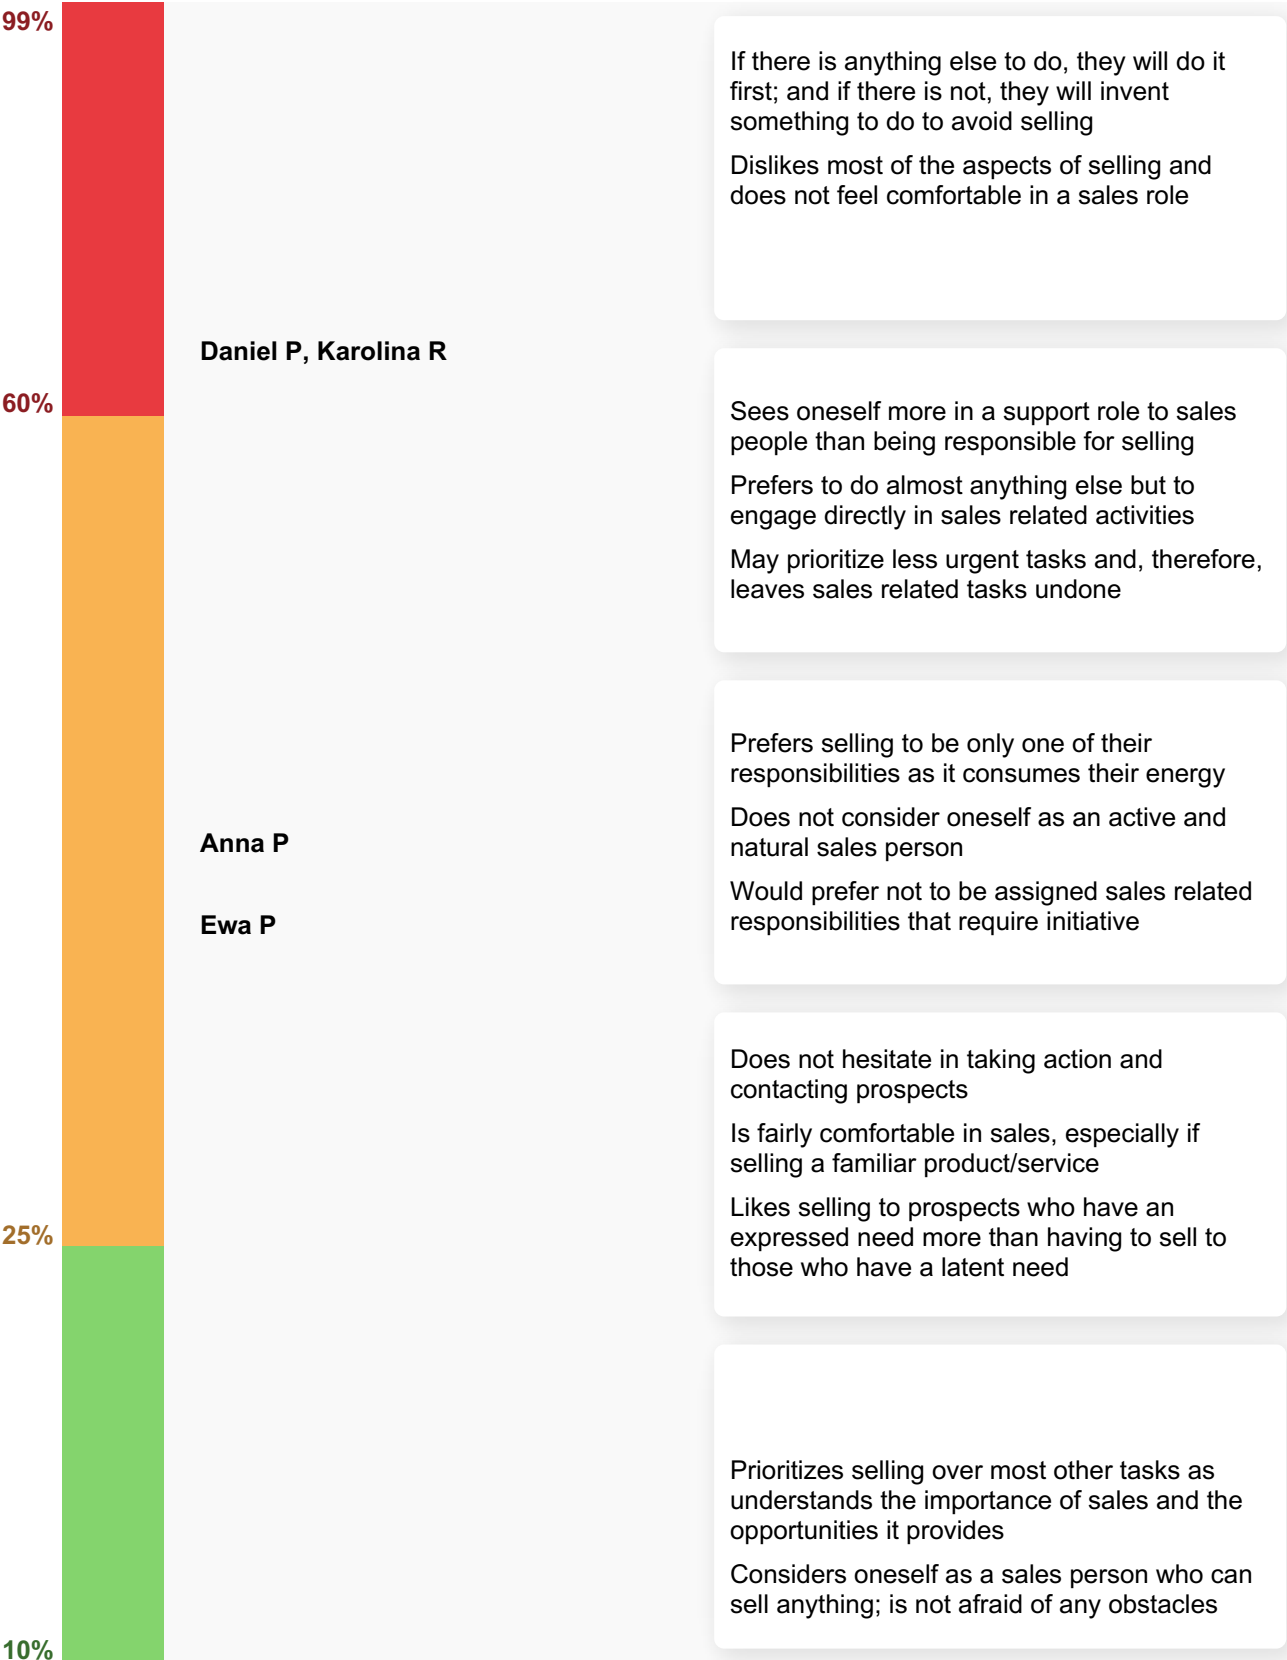 99%
If there is anything else to do, they will do it
first; and if there is not, they will invent
something to do to avoid selling
Dislikes most of the aspects of selling and
does not feel comfortable in a sales role
Daniel P, Karolina R
60%
Sees oneself more in a support role to sales
people than being responsible for selling
Prefers to do almost anything else but to
engage directly in sales related activities
May prioritize less urgent tasks and, therefore,
leaves sales related tasks undone
Prefers selling to be only one of their
responsibilities as it consumes their energy
Does not consider oneself as an active and
natural sales person
Would prefer not to be assigned sales related
responsibilities that require initiative
Anna P
Ewa P
Does not hesitate in taking action and
contacting prospects
Is fairly comfortable in sales, especially if
selling a familiar product/service
Likes selling to prospects who have an
expressed need more than having to sell to
those who have a latent need
25%
Prioritizes selling over most other tasks as
understands the importance of sales and the
opportunities it provides
Considers oneself as a sales person who can
sell anything; is not afraid of any obstacles
10%